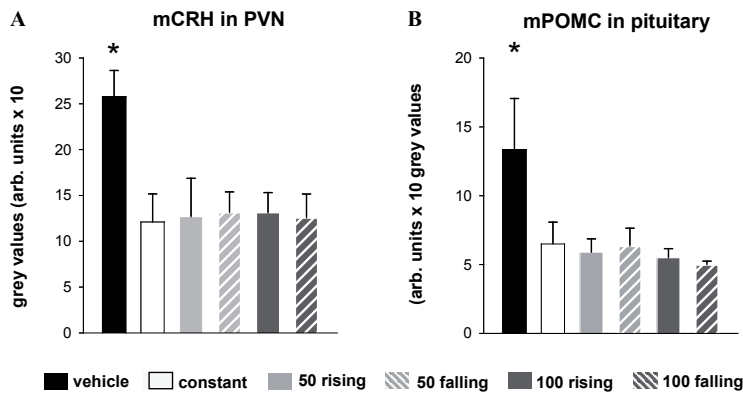 A
mCRH in PVN
*
30
25
20
15
10
5
0
grey values (arb. units x 10
B
mPOMC in pituitary
*
20
15
10
5
0
(arb. units x 10 grey values
vehicle constant 50 rising 50 falling 100 rising 100 falling